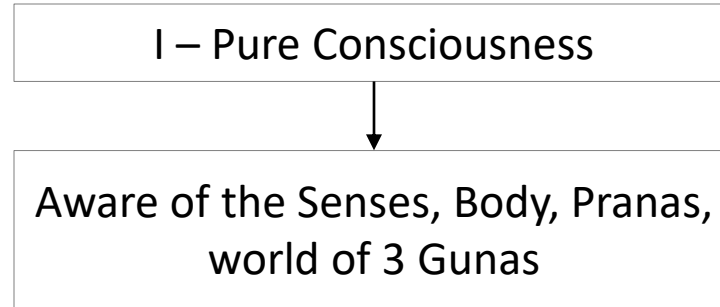 I – Pure Consciousness
Aware of the Senses, Body, Pranas,
world of 3 Gunas